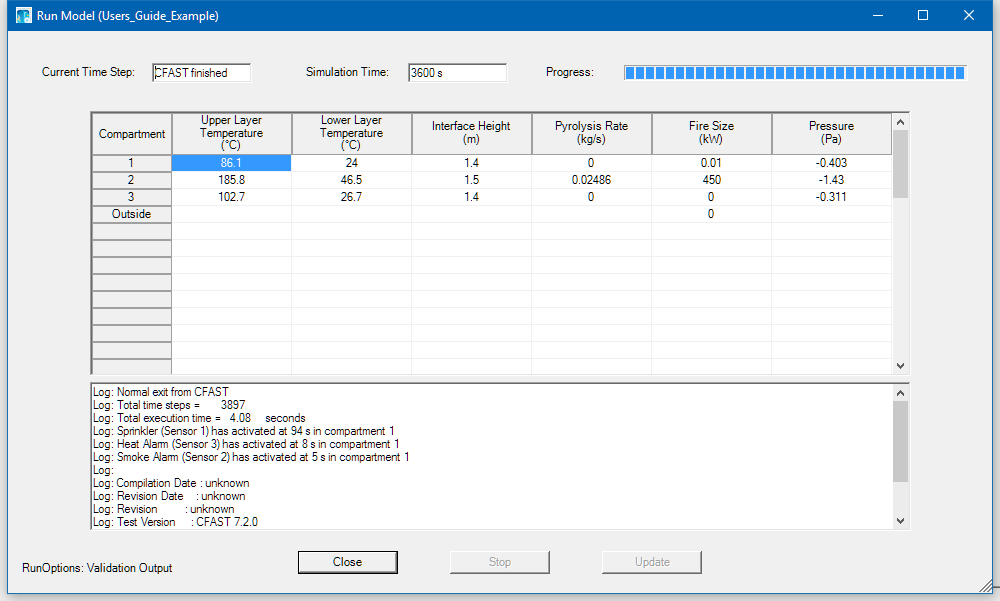 Run Model (Users_Guide_Example)
Current Time Step: CFAST finished Simulation Time: 3600 s Progress:
Compartment Upper Layer Temperature (°C) Lower Layer Temperature (°C) Interface Height (m) Pyrolysis Rate (kg/s) Fire Size (kW) Pressure (Pa)
1 86.1 24 1.4 0 0.01 -0.403
2 185.8 46.5 1.5 0.02486 450 -1.43
3 102.7 26.7 1.4 0 0 -0.311
Outside 0
Log: Normal exit from CFAST
Log: Total time steps = 3897
Log: Total execution time = 4.08 seconds
Log: Sprinkler (Sensor 1) has activated at 94 s in compartment 1
Log: Heat Alarm (Sensor 3) has activated at 8 s in compartment 1
Log: Smoke Alarm (Sensor 2) has activated at 5 s in compartment 1
Log:
Log: Compilation Date : unknown
Log: Revision Date : unknown
Log: Revision : unknown
Log: Test Version : CFAST 7.2.0
RunOptions: Validation Output Close Stop Update